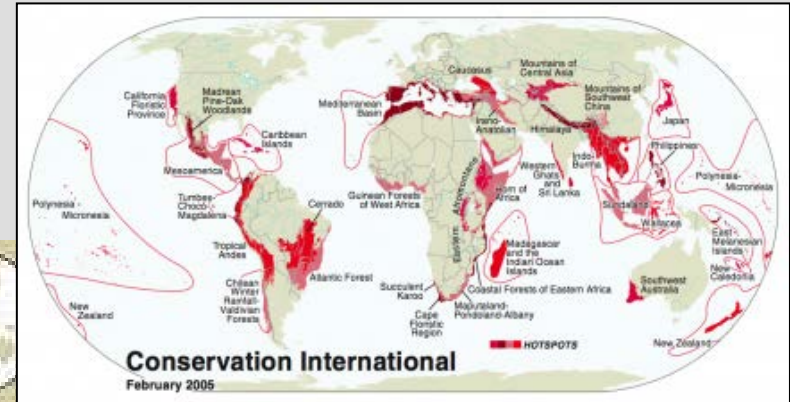 California
Floristic
Province
Madrean
Pine-Oak
Woodlands
Caribbean
Islands
Mesoamerica
Polynesia -
Micronesia
Tumbes-
Choco-
Magdalena
Cerrado
Tropical
Andes
Atlantic Forest
Chilean
Winter
Rainfall-
Valdivian
Forests
New
Zealand
Mediterranean
Basin
Caucasus
Irano-
Anatolian
Mountains of
Central Asia
Mountains of
Southwest
China
Himalaya
Japan
Philippines
Indo-
Burma
Western
Ghats
and
Sri Lanka
Guinean Forests
of West Africa
Eastern Afromontane
Horn of
Africa
Sundaland
Wallacea
Polynesia-
Micronesia
East
Melanesian
Islands
New
Caledonia
Madagascar
and the
Indian Ocean
Islands
Coastal Forests of Eastern Africa
Succulent
Karoo
Maputaland-
Pondoland-Albany
Cape
Floristic
Region
Southwest
Australia
New Zealand
HOTSPOTS
Conservation International
February 2005